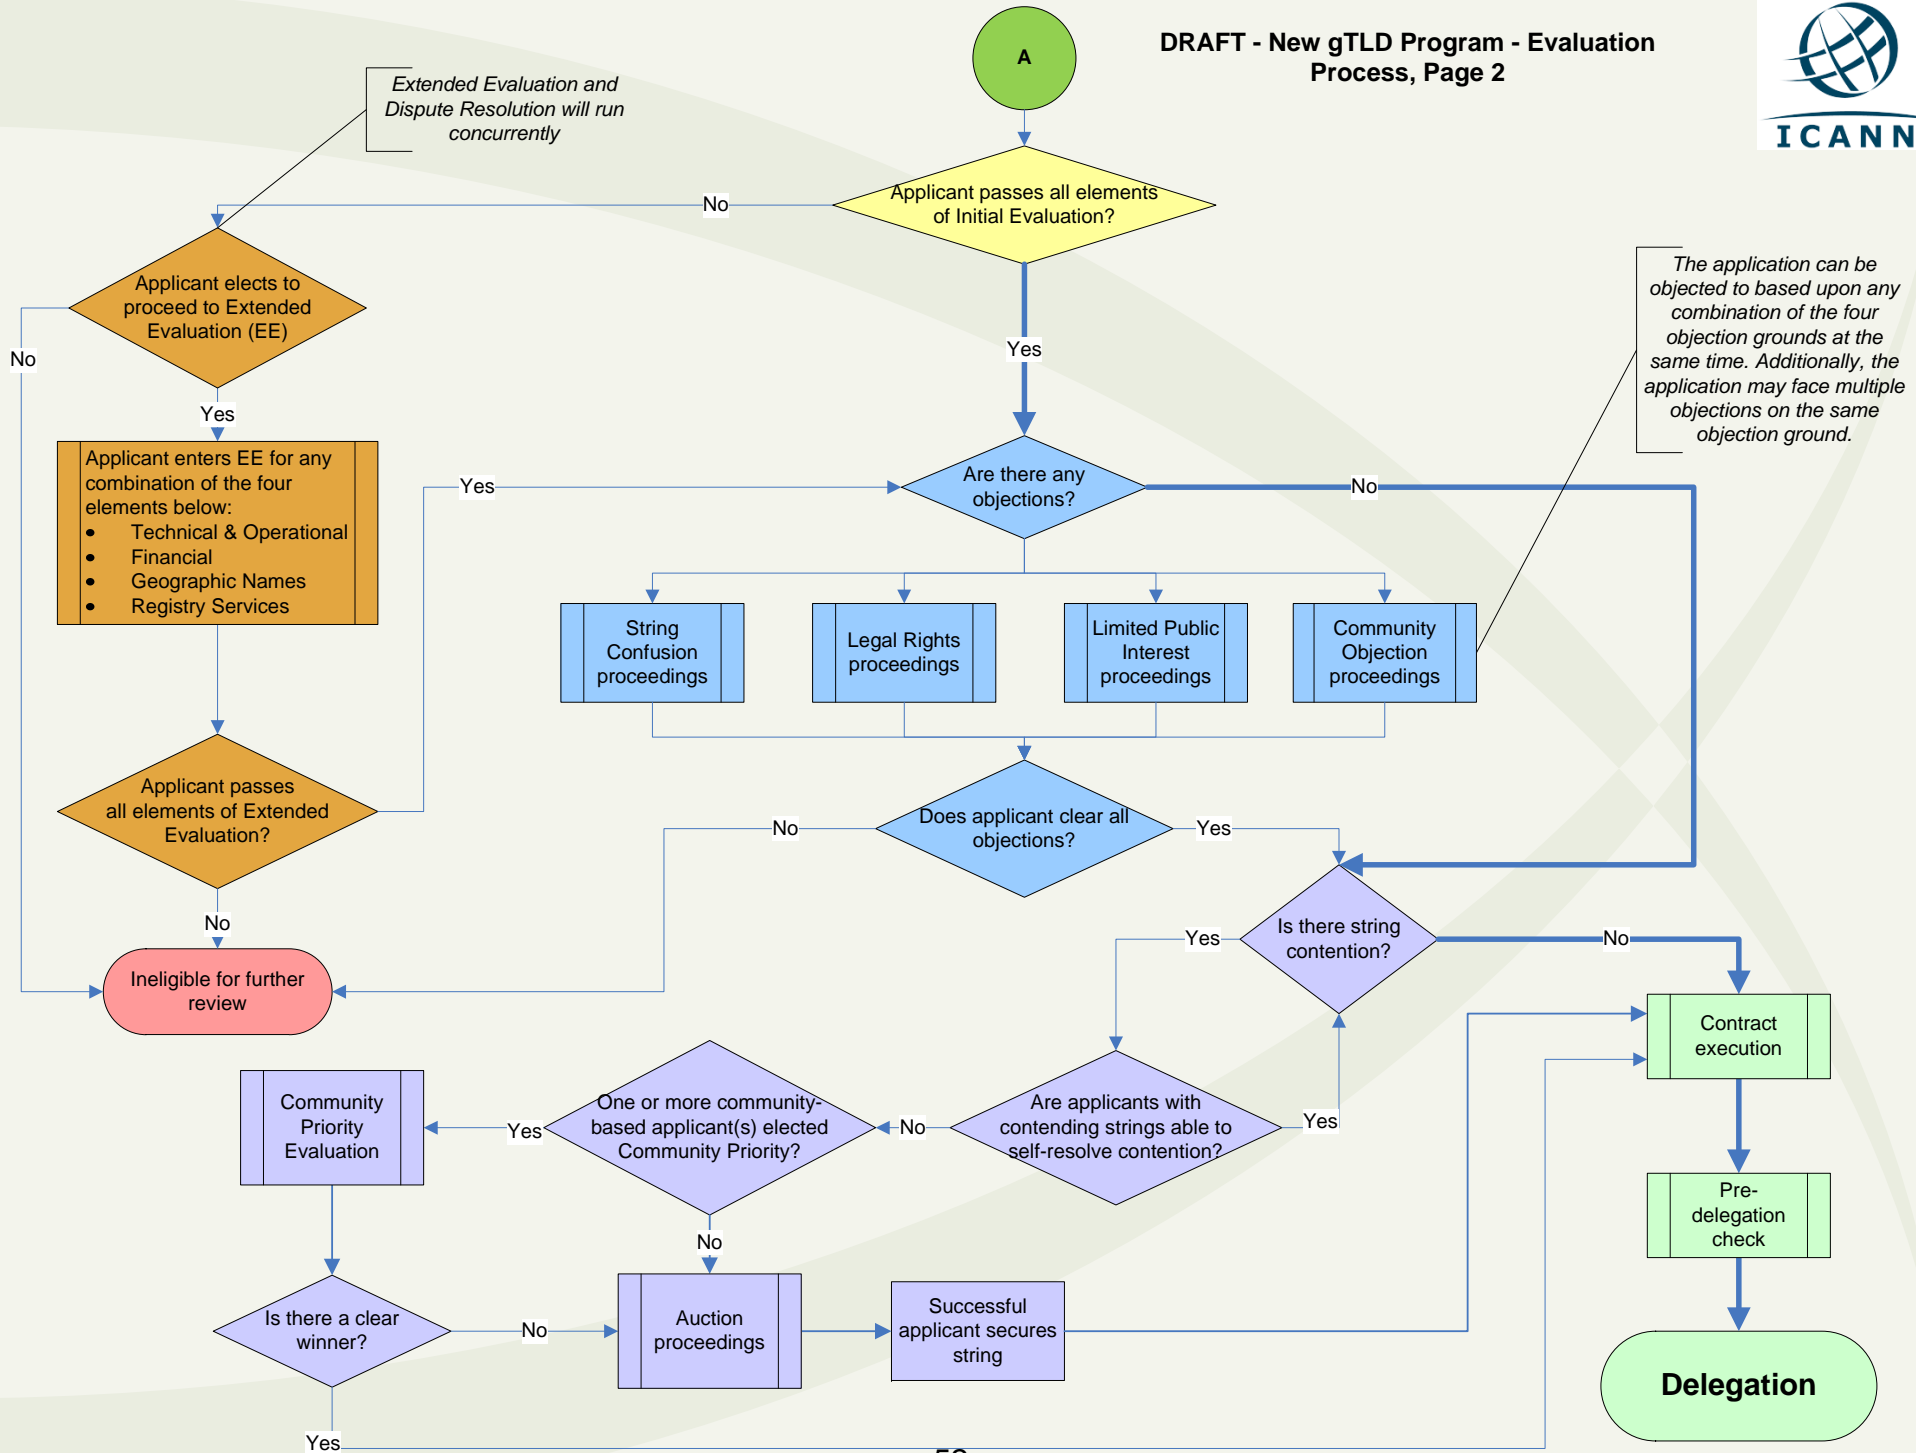 A
DRAFT - New gTLD Program - Evaluation
Process, Page 2
ICANN
Extended Evaluation and
Dispute Resolution will run
concurrently
Applicant passes all elements
of Initial Evaluation?
No
Yes
Applicant elects to
proceed to Extended
Evaluation (EE)
No
Yes
The application can be
objected to based upon any
combination of the four
objection grounds at the
same time. Additionally, the
application may face multiple
objections on the same
objection ground.
Applicant enters EE for any
combination of the four
elements below:
• Technical & Operational
• Financial
• Geographic Names
• Registry Services
Yes
Are there any
objections?
No
String
Confusion
proceedings
Legal Rights
proceedings
Limited Public
Interest
proceedings
Community
Objection
proceedings
Applicant passes
all elements of Extended
Evaluation?
No
Does applicant clear all
objections?
No
Yes
Ineligible for further
review
Is there string
contention?
Yes
No
Contract
execution
Community
Priority
Evaluation
Yes
One or more community-
based applicant(s) elected
Community Priority?
No
Are applicants with
contending strings able to
self-resolve contention?
Yes
No
Pre-
delegation
check
Is there a clear
winner?
No
Auction
proceedings
Successful
applicant secures
string
Delegation
Yes